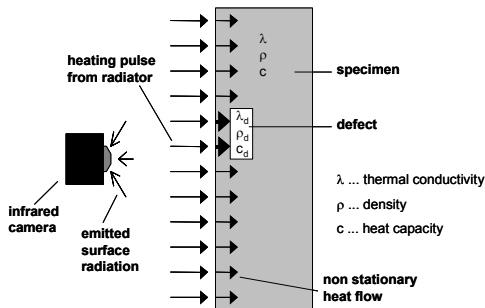 heating pulse
from radiator
λ
ρ
c
specimen
λd
ρd
cd
defect
infrared
camera
emitted
surface
radiation
λ ... thermal conductivity
ρ ... density
c ... heat capacity
non stationary
heat flow